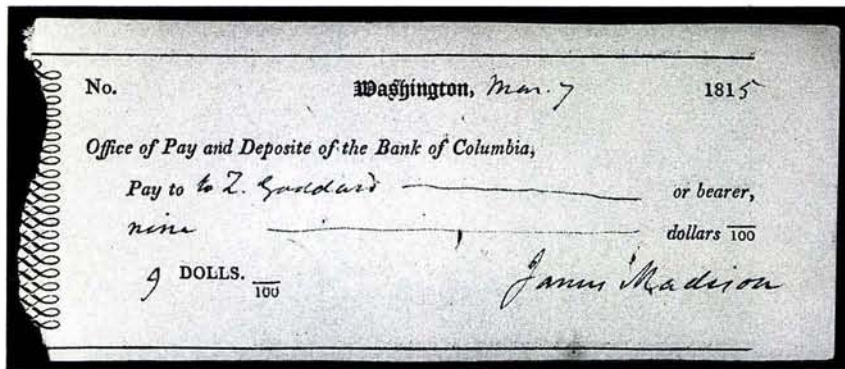 No. Washington, Mar. 7 1815
Office of Pay and Deposite of the Bank of Columbia,
Pay to to Z. Goddard or bearer,
nine dollars /100
9 DOLLS. /100
James Madison